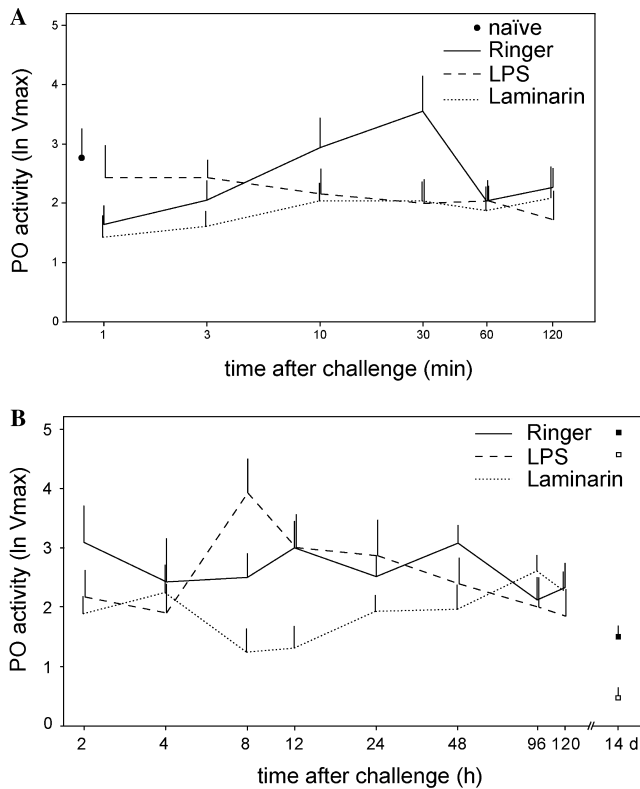 A
PO activity (ln Vmax)
5
4
3
2
1
0
naïve
Ringer
LPS
Laminarin
1 3 10 30 60 120
time after challenge (min)
B
PO activity (ln Vmax)
5
4
3
2
1
0
Ringer
LPS
Laminarin
2 4 8 12 24 48 96 120 14 d
time after challenge (h)